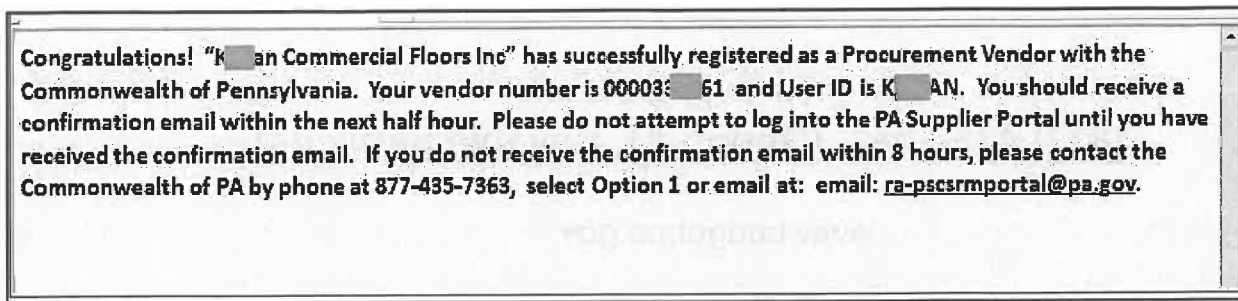 Congratulations! "K an Commercial Floors Inc" has successfully registered as a Procurement Vendor with the
Commonwealth of Pennsylvania. Your vendor number is 00003 61 and User ID is K AN. You should receive a
confirmation email within the next half hour. Please do not attempt to log into the PA Supplier Portal until you have
received the confirmation email. If you do not receive the confirmation email within 8 hours, please contact the
Commonwealth of PA by phone at 877-435-7363, select Option 1 or email at: email: ra-pscsrmportal@pa.gov.